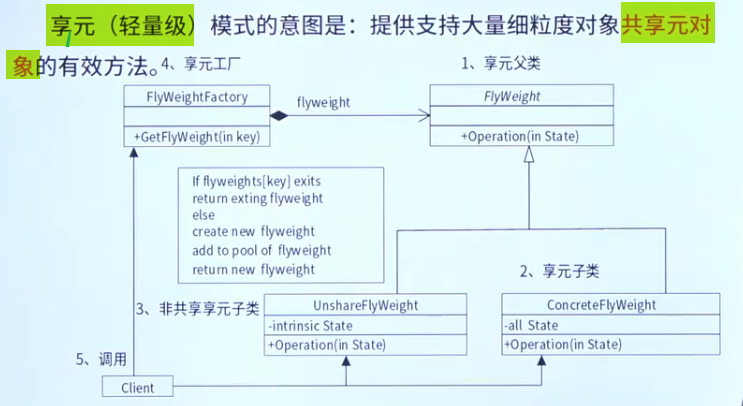 享元（轻量级）模式的意图是：提供支持大量细粒度对象共享元对
象的有效方法。
4、享元工厂
1、享元父类
FlyWeightFactory
flyweight
FlyWeight
+GetFlyWeight(in key)
+Operation(in State)
If flyweights[key] exits
return exting flyweight
else
create new flyweight
add to pool of flyweight
return new flyweight
2、享元子类
3、非共享享元子类
UnshareFlyWeight
-intrinsic State
+Operation(in State)
ConcreteFlyWeight
-all State
+Operation(in State)
5、调用
Client